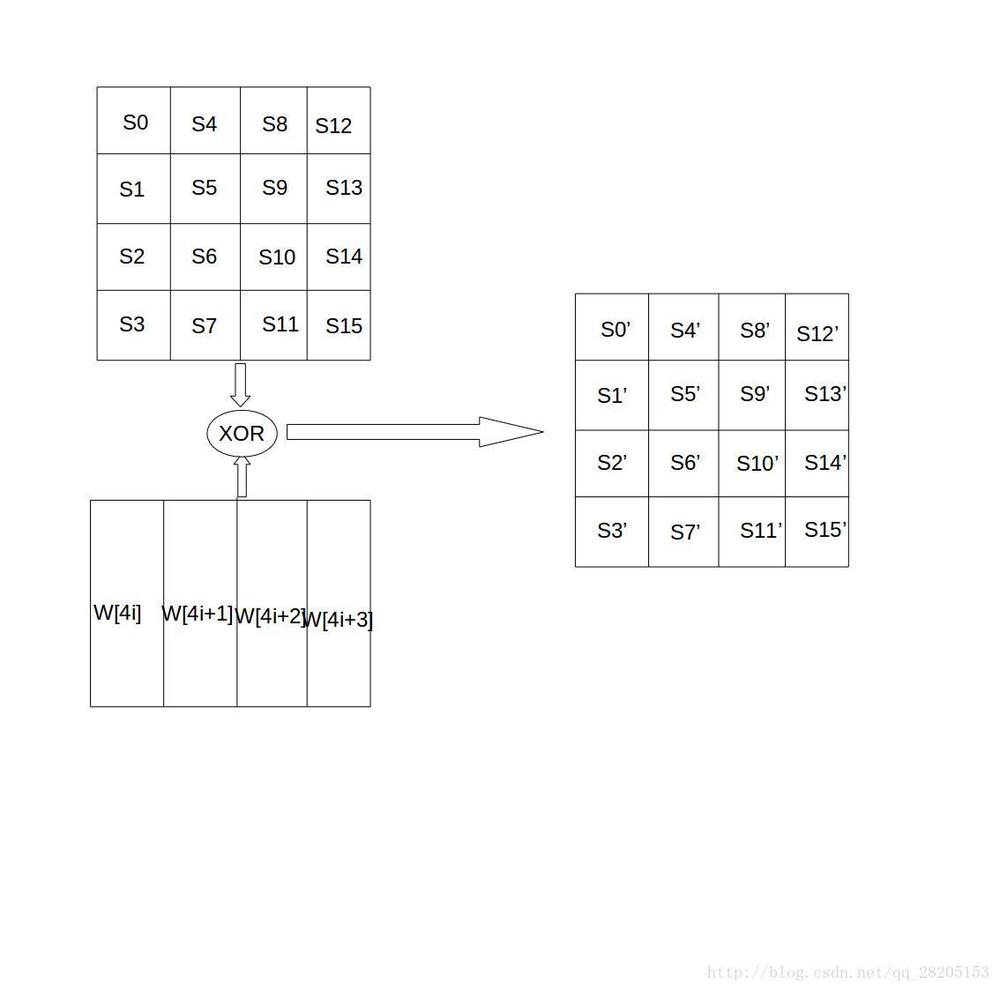 S0 S4 S8 S12
S1 S5 S9 S13
S2 S6 S10 S14
S3 S7 S11 S15
XOR
W[4i] W[4i+1] W[4i+2] W[4i+3]
S0’ S4’ S8’ S12’
S1’ S5’ S9’ S13’
S2’ S6’ S10’ S14’
S3’ S7’ S11’ S15’
http://blog.csdn.net/qq_28205153